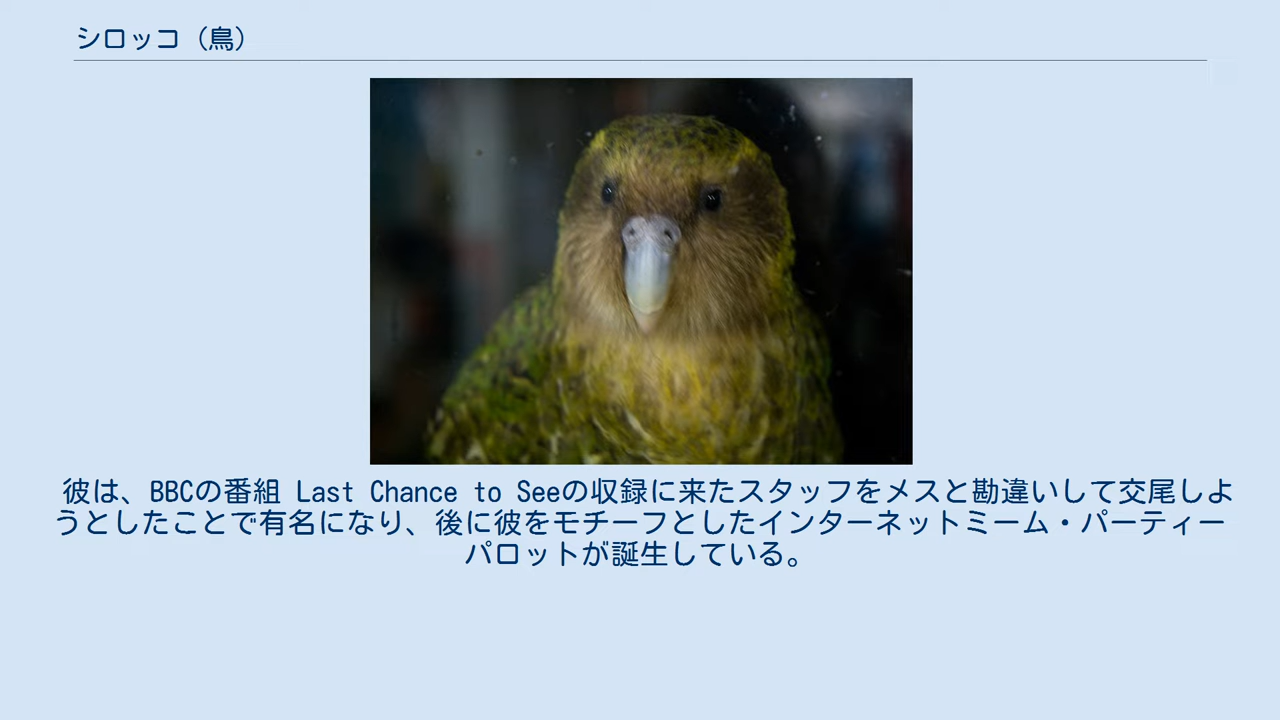 シロッコ（鳥）
彼は、BBCの番組 Last Chance to Seeの収録に来たスタッフをメスと勘違いして交尾しよ
うとしたことで有名になり、後に彼をモチーフとしたインターネットミーム・パーティー
パロットが誕生している。